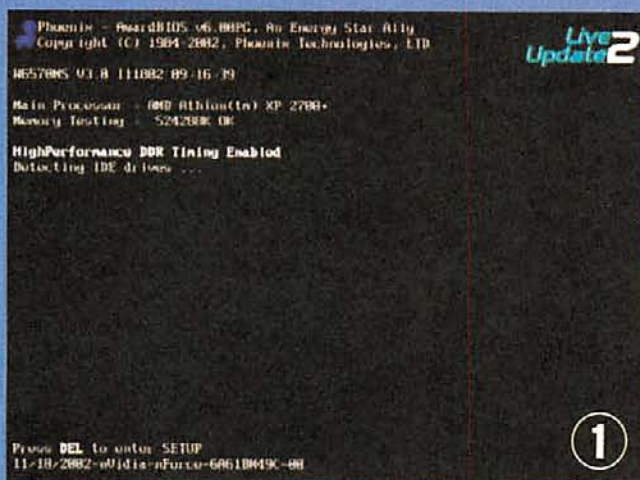 Phoenix - AwardBIOS v6.00PG, An Energy Star Ally
Copyright (C) 1984-2002, Phoenix Technologies, LTD
Live
Update2
W6570MS V3.0 111802 09:16:39
Main Processor : AMD Athlon(tm) XP 2700+
Memory Testing : 524288K OK
HighPerformance DDR Timing Enabled
Detecting IDE drives ...
Press DEL to enter SETUP
11/18/2002-nVidia-nForce-6A61BM49C-00
1